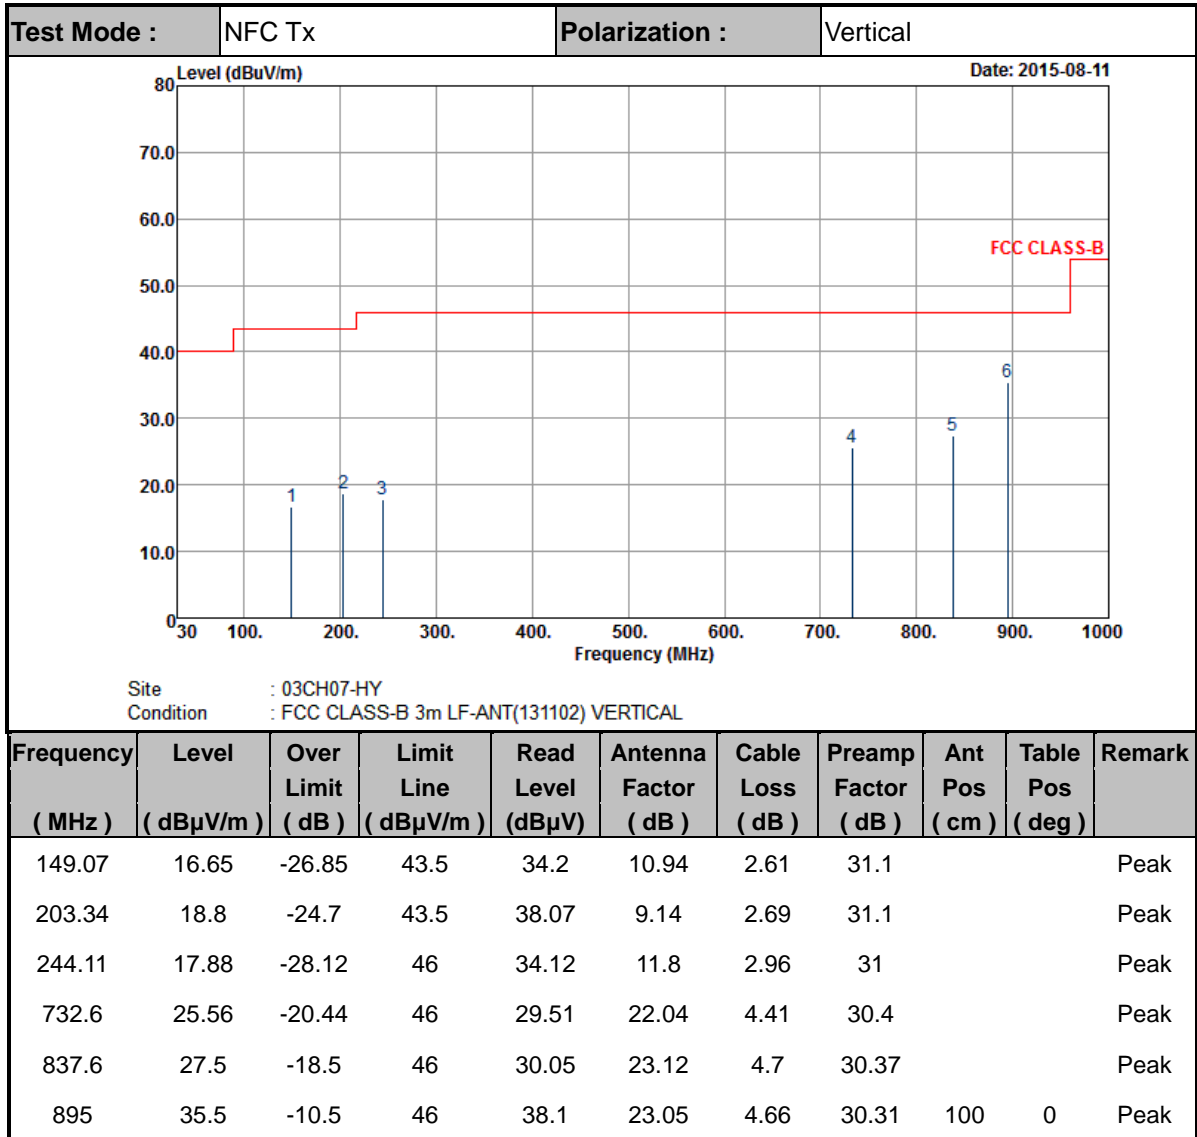 Test Mode : NFC Tx Polarization : Vertical
Level (dBuV/m) Date: 2015-08-11
80
70.0
60.0
FCC CLASS-B
50.0
40.0
6
30.0
4 5
20.0
1 2 3
10.0
0
30 100. 200. 300. 400. 500. 600. 700. 800. 900. 1000
Frequency (MHz)
Site : 03CH07-HY
Condition : FCC CLASS-B 3m LF-ANT(131102) VERTICAL
Frequency Level Over Limit Read Antenna Cable Preamp Ant Table Remark
Limit Line Level Factor Loss Factor Pos Pos
( MHz ) ( dBµV/m ) ( dB ) ( dBµV/m ) (dBµV) ( dB ) ( dB ) ( dB ) ( cm ) ( deg )
149.07 16.65 -26.85 43.5 34.2 10.94 2.61 31.1 Peak
203.34 18.8 -24.7 43.5 38.07 9.14 2.69 31.1 Peak
244.11 17.88 -28.12 46 34.12 11.8 2.96 31 Peak
732.6 25.56 -20.44 46 29.51 22.04 4.41 30.4 Peak
837.6 27.5 -18.5 46 30.05 23.12 4.7 30.37 Peak
895 35.5 -10.5 46 38.1 23.05 4.66 30.31 100 0 Peak